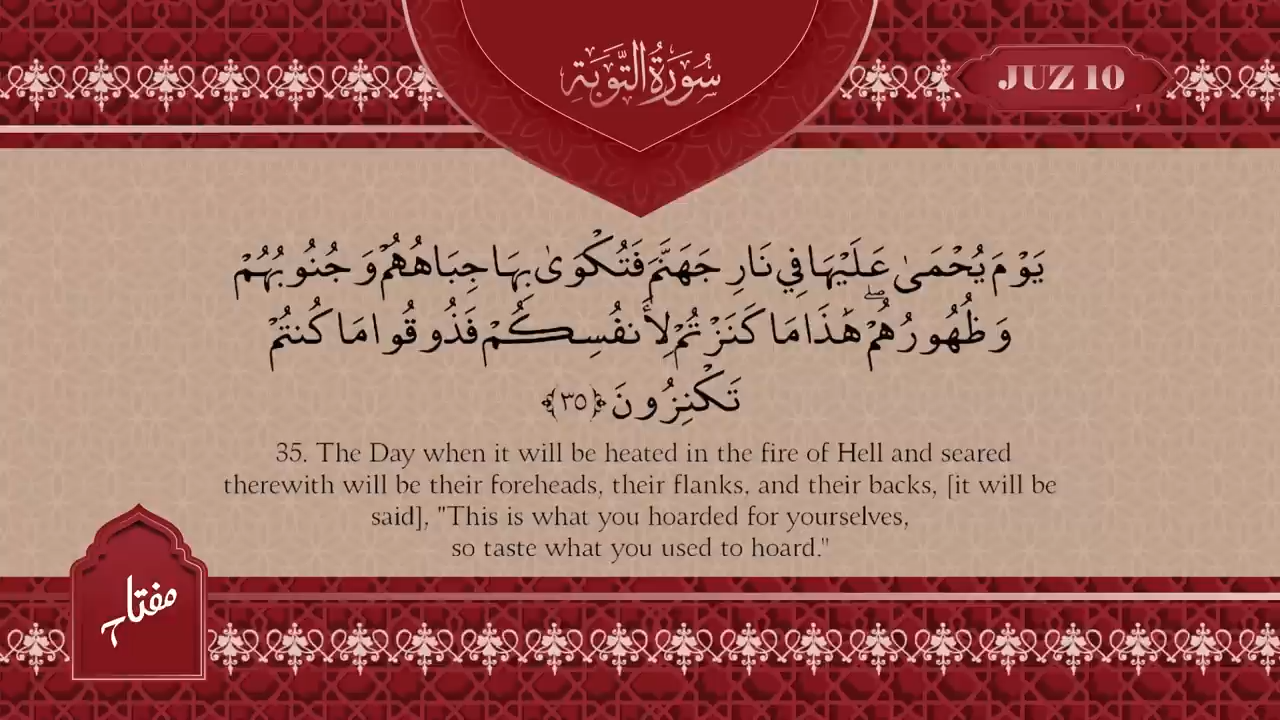 سُورَةُ التَّوْبَةِ
JUZ 10
يَوْمَ يُحْمَىٰ عَلَيْهَا فِي نَارِ جَهَنَّمَ فَتُكْوَىٰ بِهَا جِبَاهُهُمْ وَجُنُوبُهُمْ
وَظُهُورُهُمْ ۖ هَٰذَا مَا كَنَزْتُمْ لِأَنفُسِكُمْ فَذُوقُوا مَا كُنتُمْ
تَكْنِزُونَ ﴿٣٥﴾
35. The Day when it will be heated in the fire of Hell and seared
therewith will be their foreheads, their flanks, and their backs, [it will be
said], "This is what you hoarded for yourselves,
so taste what you used to hoard."
مفتاح